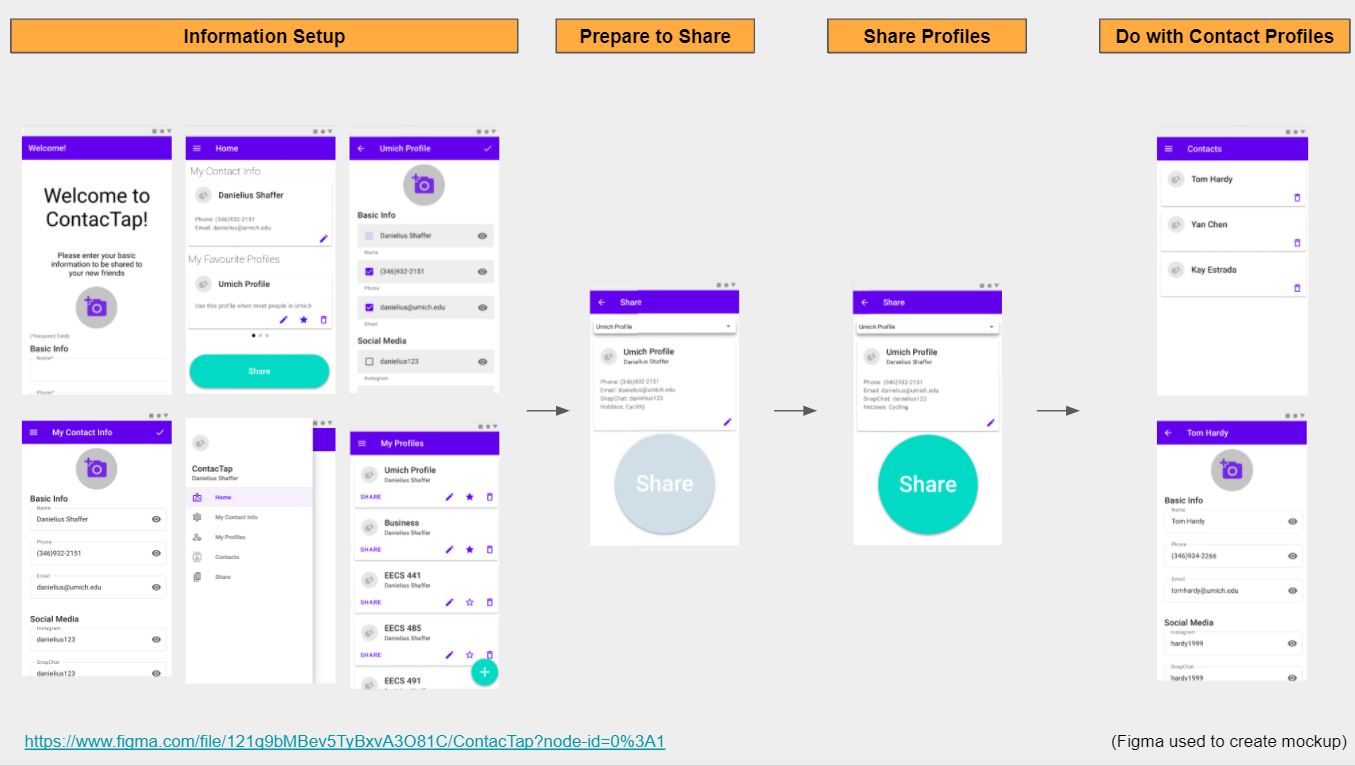 Information Setup
Prepare to Share
Share Profiles
Do with Contact Profiles
Welcome!
Welcome to
ContacTap!
Please enter your basic
information to be shared to
your new friends
(*Required field)
Basic Info
Name*
Phone*
Home
My Contact Info
Danielius Shaffer
Phone: (346)932-2151
Email: danielius@umich.edu
My Favourite Profiles
Umich Profile
Use this profile when meet people in Umich
Share
Umich Profile
Basic Info
Danielius Shaffer
Name
(346)932-2151
Phone
danielius@umich.edu
Email
Social Media
danielius123
Instagram
My Contact Info
Basic Info
Name
Danielius Shaffer
Phone
(346)932-2151
Email
danielius@umich.edu
Social Media
Instagram
danielius123
SnapChat
danielius123
ContacTap
Danielius Shaffer
Home
My Contact Info
My Profiles
Contacts
Share
My Profiles
Umich Profile
Danielius Shaffer
SHARE
Business
Danielius Shaffer
SHARE
EECS 441
Danielius Shaffer
SHARE
EECS 485
Danielius Shaffer
SHARE
EECS 491
Share
Umich Profile
Umich Profile
Danielius Shaffer
Phone: (346)932-2151
Email: danielius@umich.edu
SnapChat: danielius123
Hobbies: Cycling
Share
Share
Umich Profile
Umich Profile
Danielius Shaffer
Phone: (346)932-2151
Email: danielius@umich.edu
SnapChat: danielius123
Hobbies: Cycling
Share
Contacts
Tom Hardy
Yan Chen
Kay Estrada
Tom Hardy
Basic Info
Name
Tom Hardy
Phone
(346)934-2266
Email
tomhardy@umich.edu
Social Media
Instagram
hardy1999
SnapChat
hardy1999
https://www.figma.com/file/121q9bMBev5TyBxvA3O81C/ContacTap?node-id=0%3A1
(Figma used to create mockup)